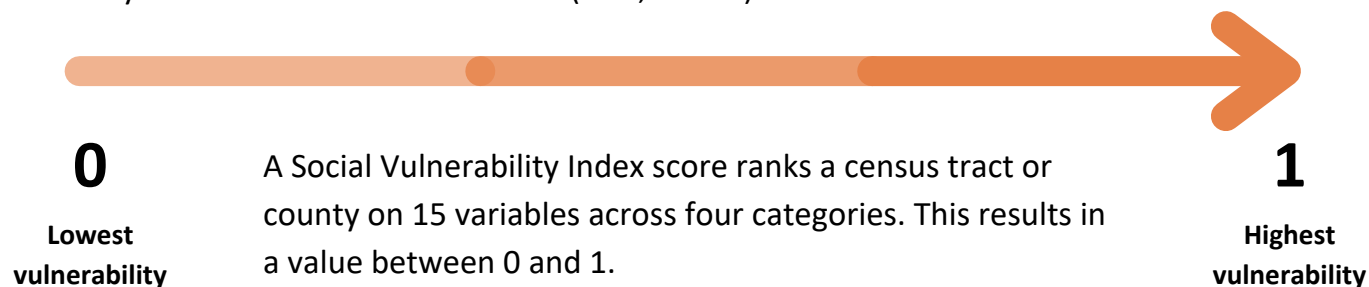 0
Lowest
vulnerability
A Social Vulnerability Index score ranks a census tract or
county on 15 variables across four categories. This results in
a value between 0 and 1.
1
Highest
vulnerability